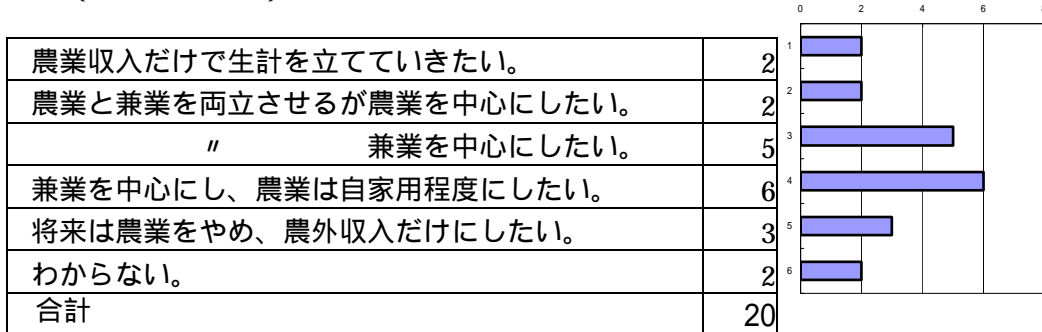 0 2 4 6 8
農業収入だけで生計を立てていきたい。 2
農業と兼業を両立させるが農業を中心にしたい。 2
〃 兼業を中心にしたい。 5
兼業を中心にし、農業は自家用程度にしたい。 6
将来は農業をやめ、農外収入だけにしたい。 3
わからない。 2
合計 20
1
2
3
4
5
6